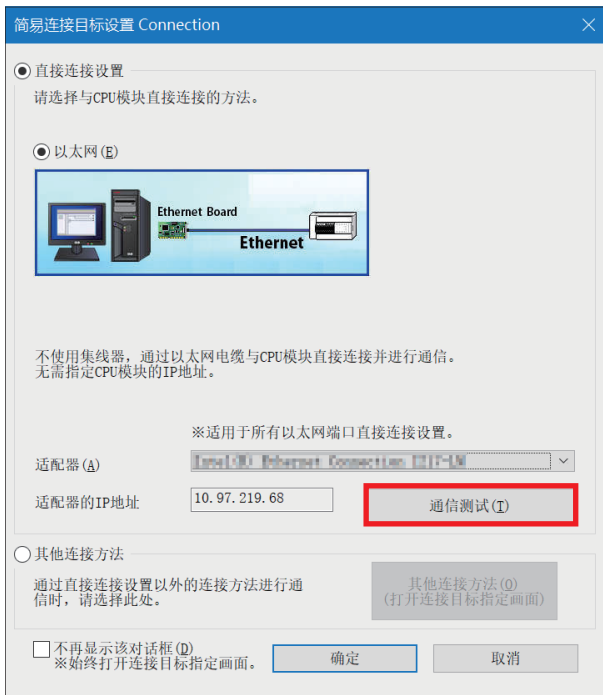 简易连接目标设置 Connection
直接连接设置
请选择与CPU模块直接连接的方法。
以太网(E)
Ethernet Board
Ethernet
不使用集线器，通过以太网电缆与CPU模块直接连接并进行通信。
无需指定CPU模块的IP地址。
※适用于所有以太网端口直接连接设置。
适配器(A)
适配器的IP地址
10. 97. 219. 68
通信测试(T)
其他连接方法
通过直接连接设置以外的连接方法进行通
信时，请选择此处。
其他连接方法(O)
(打开连接目标指定画面)
不再显示该对话框(D)
※始终打开连接目标指定画面。
确定
取消